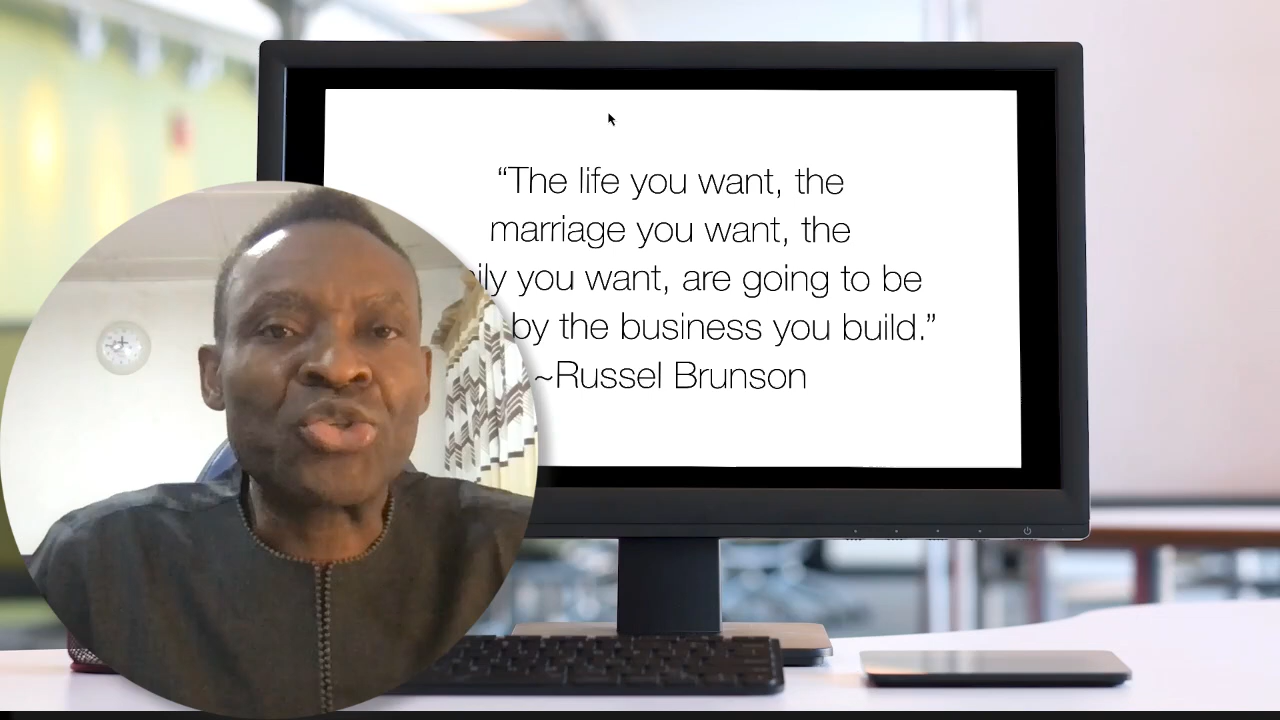 “The life you want, the
marriage you want, the
you want, are going to be
by the business you build.”
~Russel Brunson